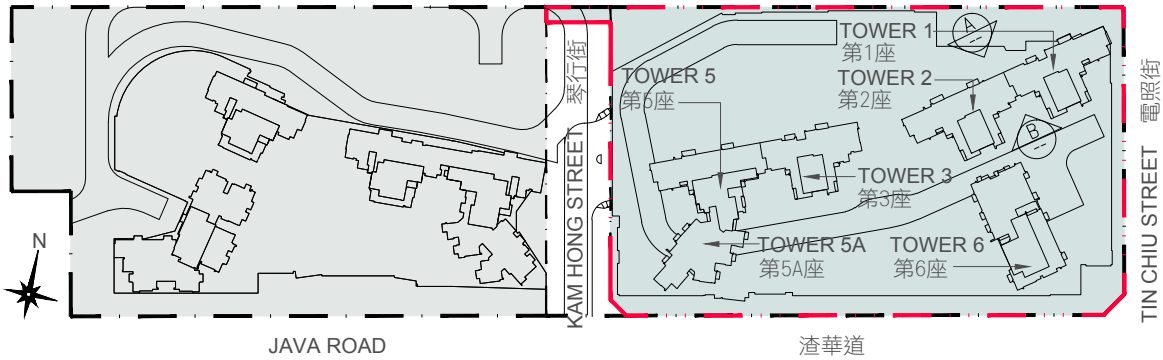 TOWER 1
第1座
TOWER 2
第2座
TOWER 5
第5座
TOWER 3
第3座
TOWER 5A
第5A座
TOWER 6
第6座
A
B
琴行街
KAM HONG STREET
電照街
TIN CHIU STREET
N
JAVA ROAD
渣華道